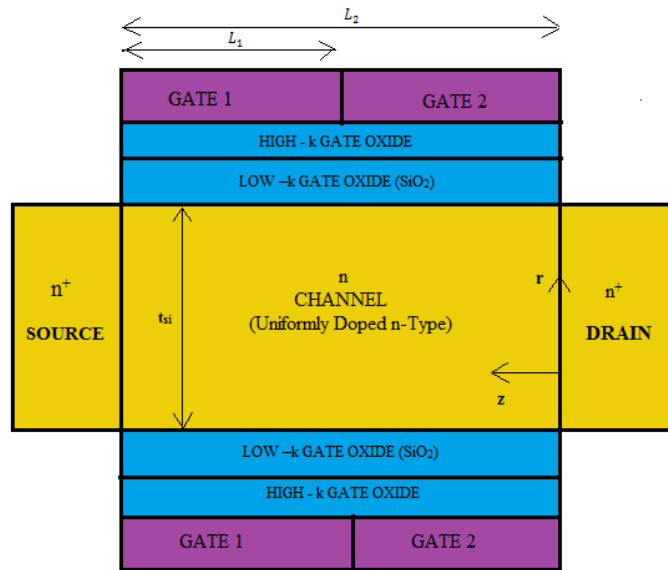 L₂
L₁
GATE 1
GATE 2
HIGH - k GATE OXIDE
LOW –k GATE OXIDE (SiO₂)
n⁺
SOURCE
t_si
n
CHANNEL
(Uniformly Doped n-Type)
r
z
n⁺
DRAIN
LOW –k GATE OXIDE (SiO₂)
HIGH - k GATE OXIDE
GATE 1
GATE 2